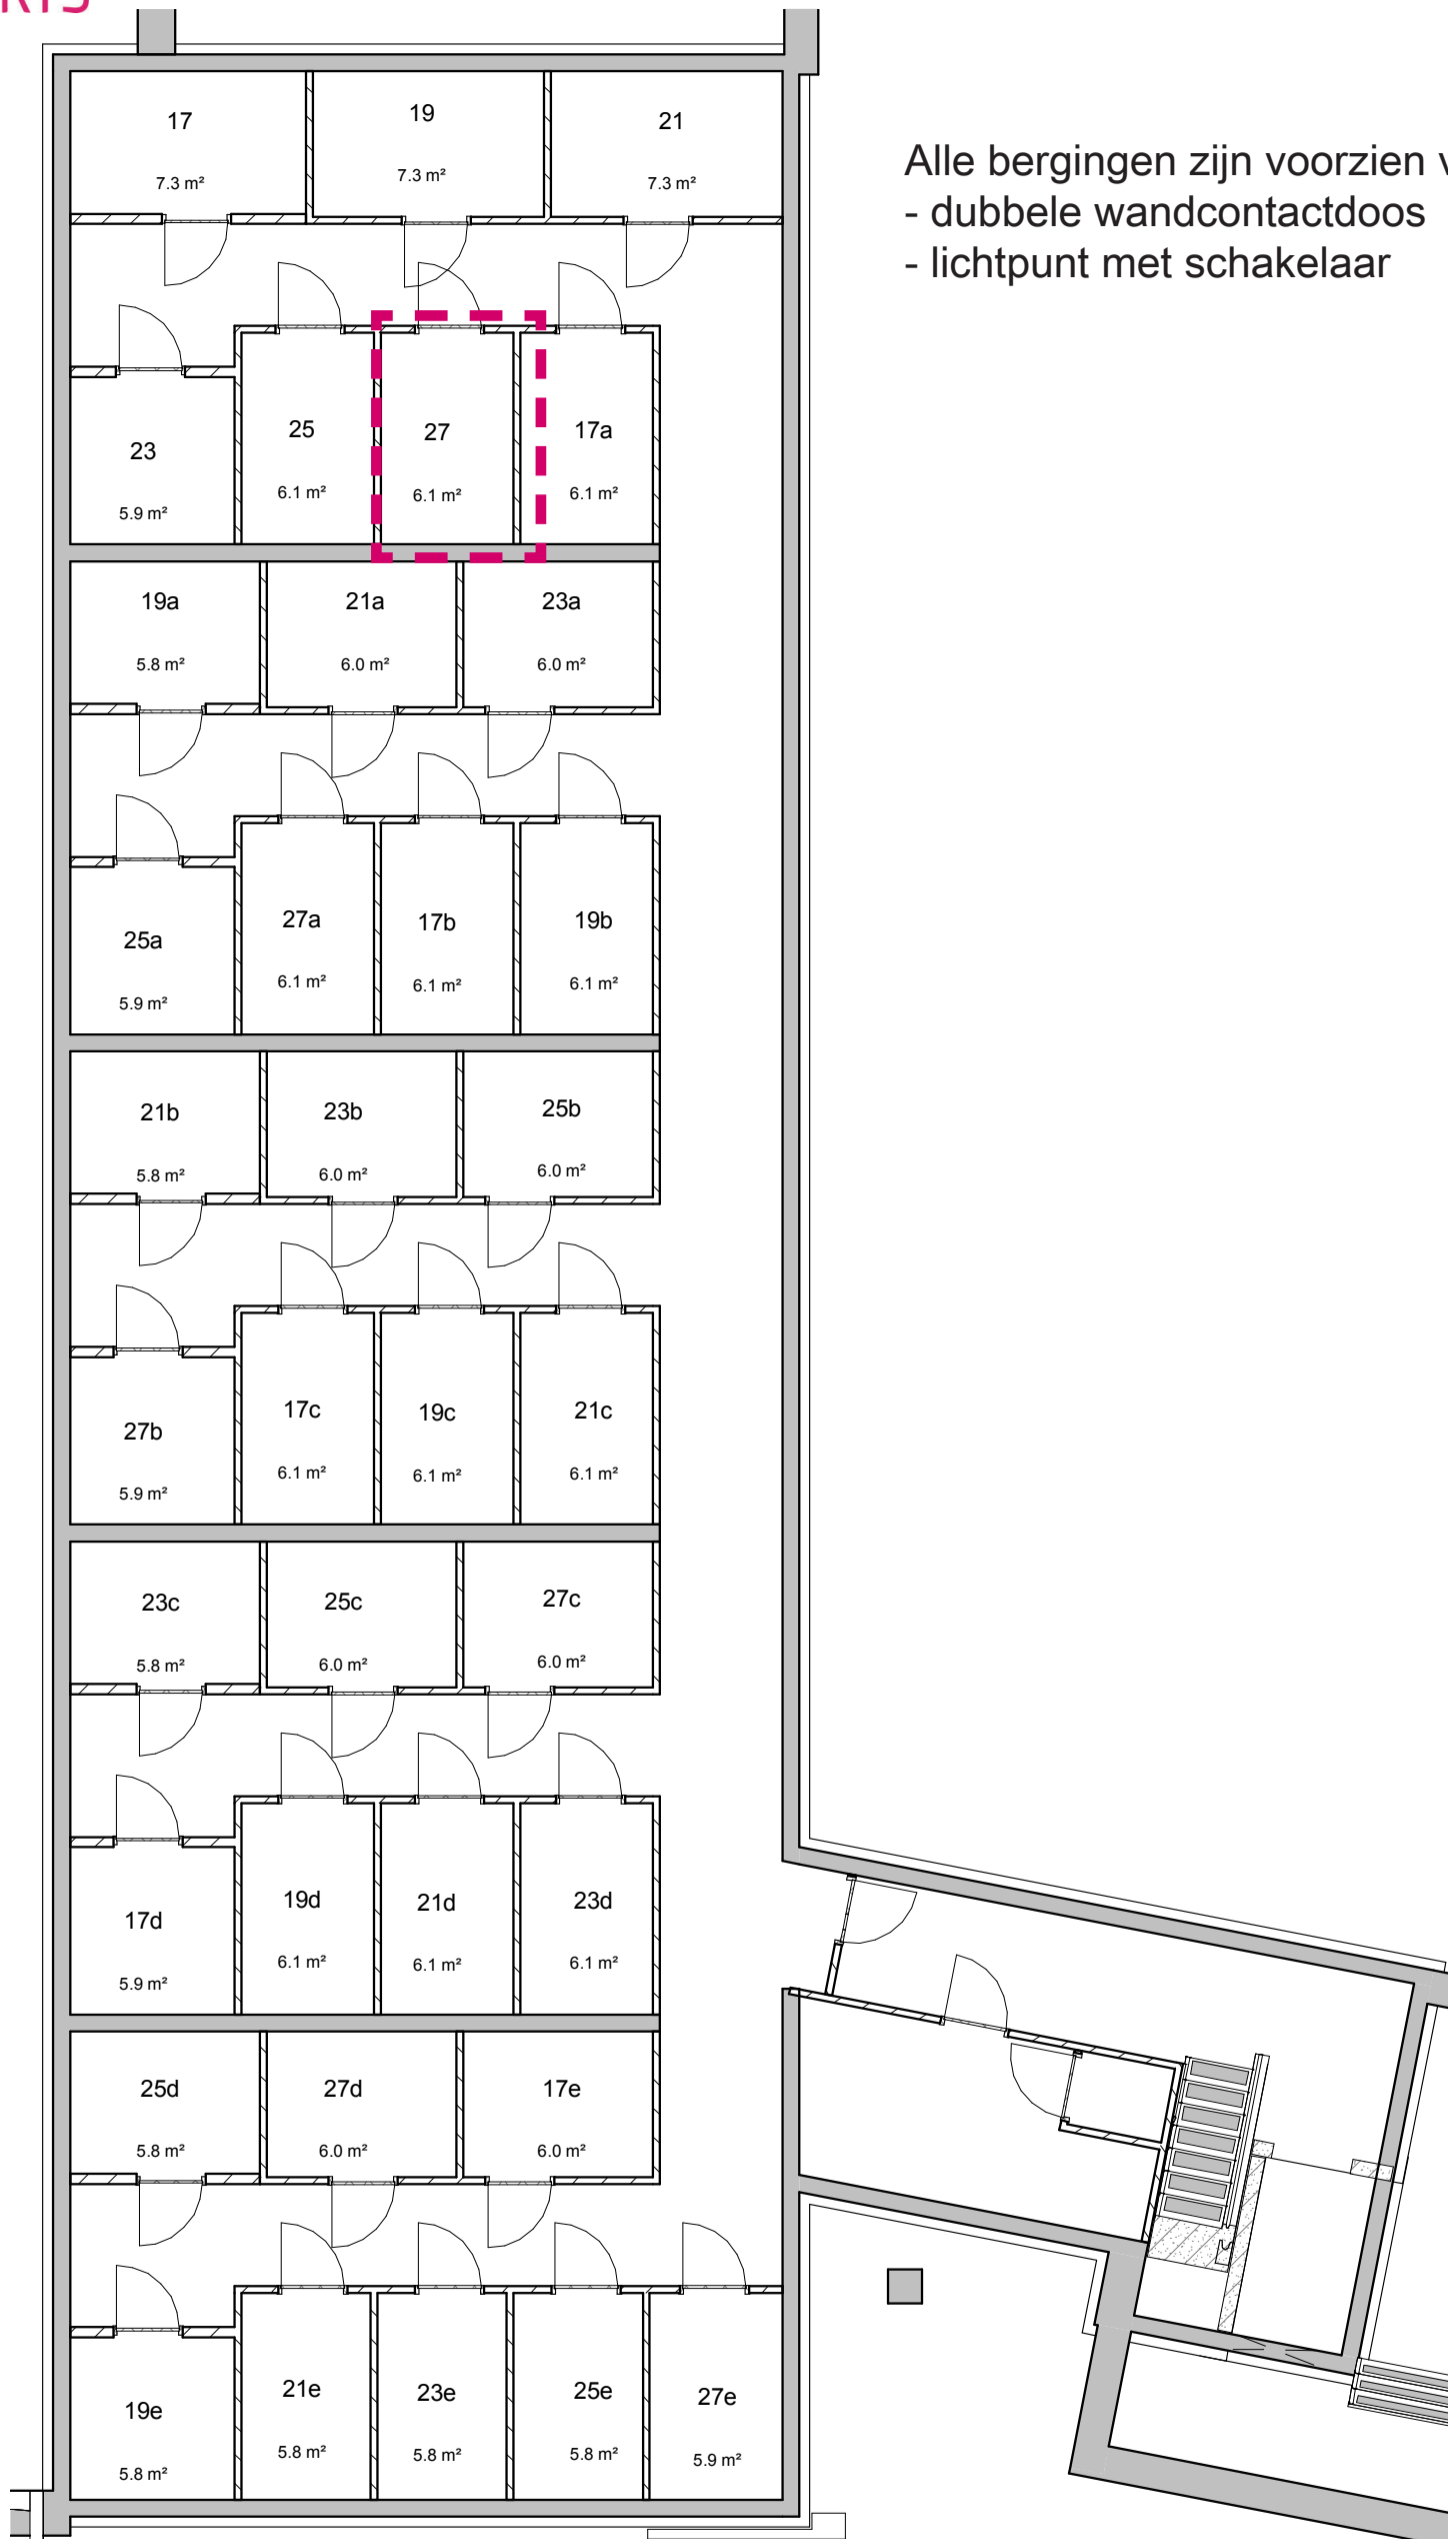 17
7.3 m²
19
7.3 m²
21
7.3 m²
Alle bergingen zijn voorzien
- dubbele wandcontactdoos
- lichtpunt met schakelaar
23
5.9 m²
25
6.1 m²
27
6.1 m²
17a
6.1 m²
19a
5.8 m²
21a
6.0 m²
23a
6.0 m²
25a
5.9 m²
27a
6.1 m²
17b
6.1 m²
19b
6.1 m²
21b
5.8 m²
23b
6.0 m²
25b
6.0 m²
27b
5.9 m²
17c
6.1 m²
19c
6.1 m²
21c
6.1 m²
23c
5.8 m²
25c
6.0 m²
27c
6.0 m²
17d
5.9 m²
19d
6.1 m²
21d
6.1 m²
23d
6.1 m²
25d
5.8 m²
27d
6.0 m²
17e
6.0 m²
19e
5.8 m²
21e
5.8 m²
23e
5.8 m²
25e
5.8 m²
27e
5.9 m²